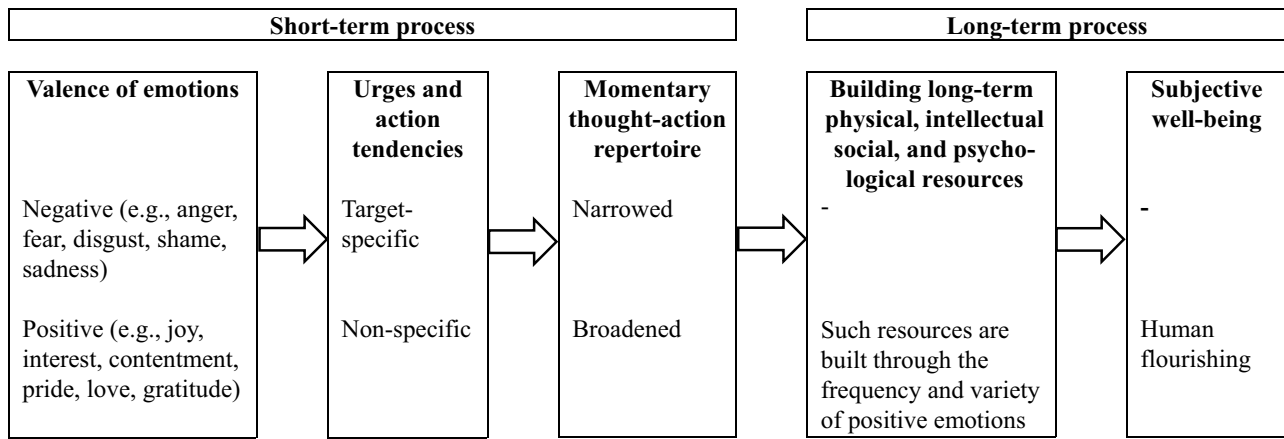 Short-term process
Long-term process
Valence of emotions
Negative (e.g., anger,
fear, disgust, shame,
sadness)
Positive (e.g., joy,
interest, contentment,
pride, love, gratitude)
Urges and
action
tendencies
Target-
specific
Non-specific
Momentary
thought-action
repertoire
Narrowed
Broadened
Building long-term
physical, intellectual
social, and psycho-
logical resources
-
Such resources are
built through the
frequency and variety
of positive emotions
Subjective
well-being
-
Human
flourishing